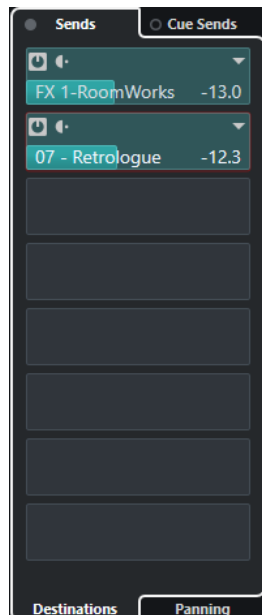 Sends Cue Sends
FX 1-RoomWorks -13.0
07 - Retrologue -12.3
Destinations Panning